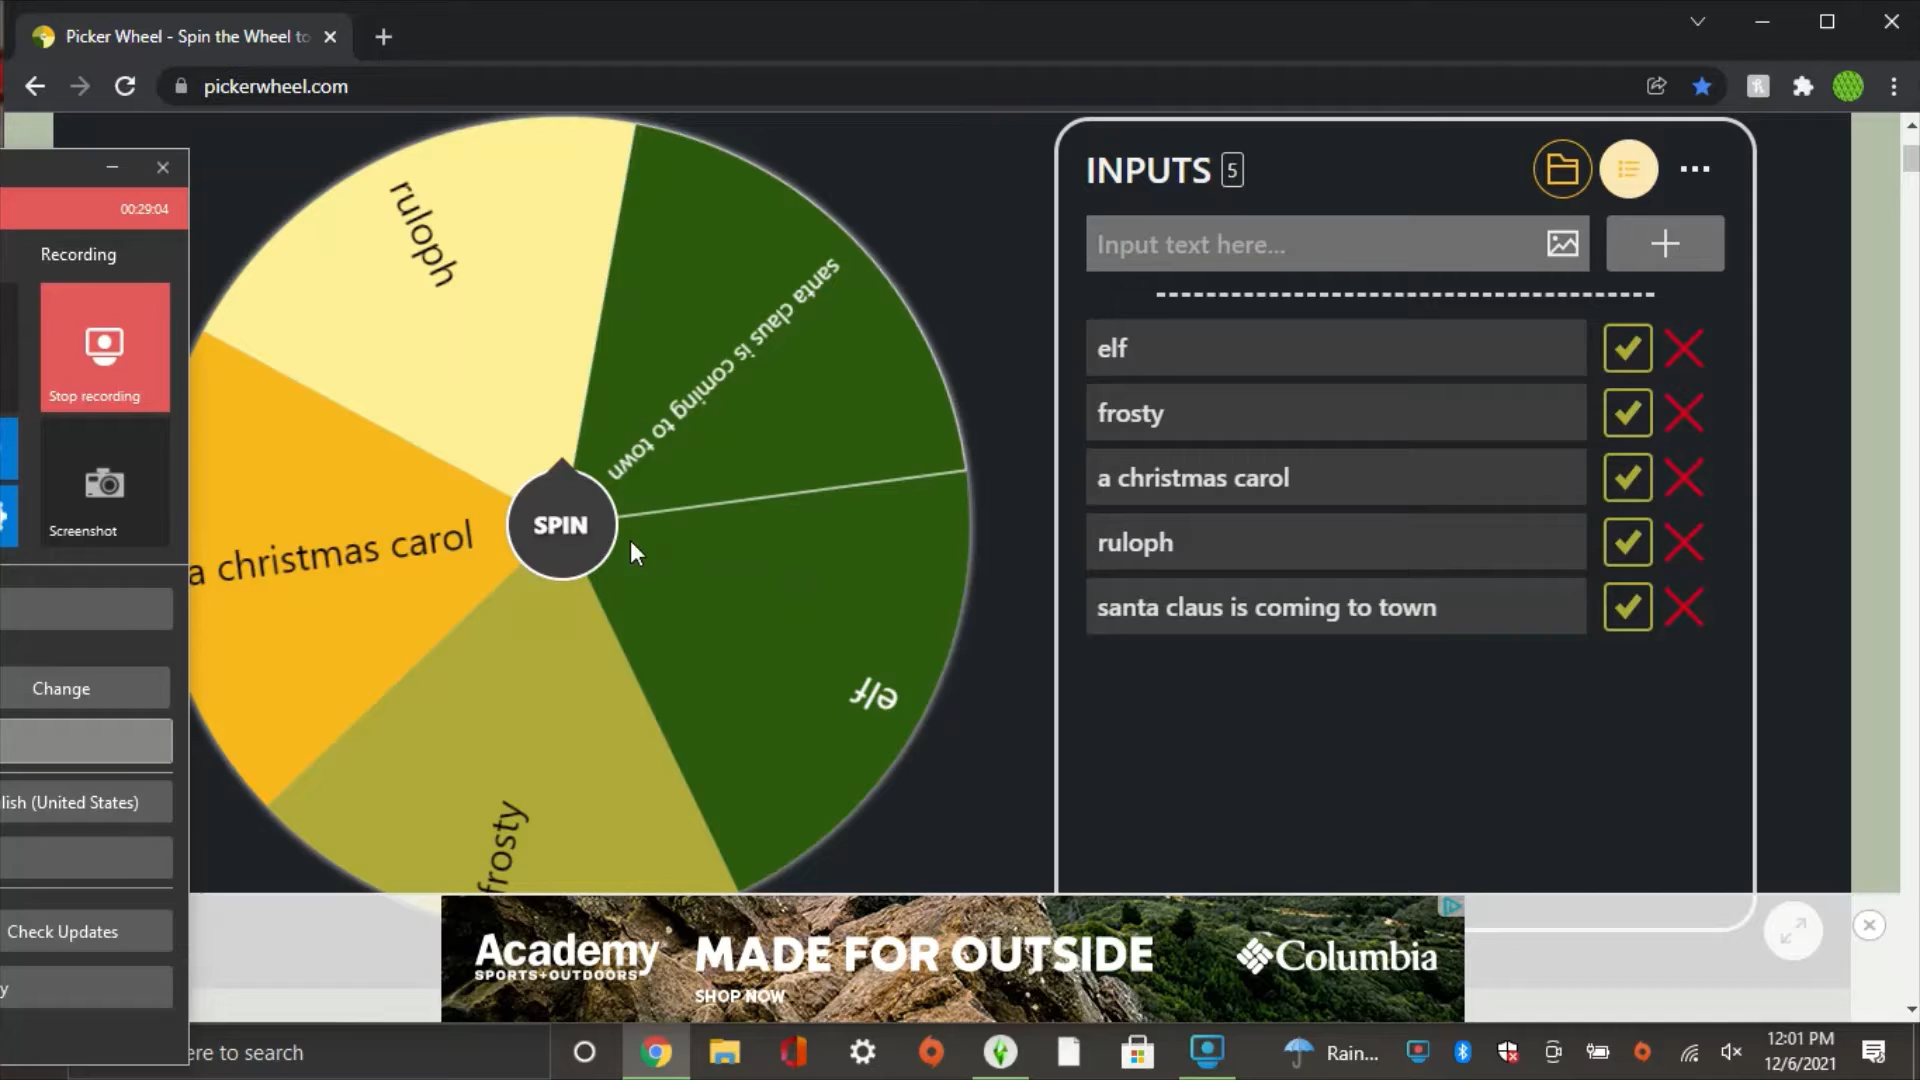 Picker Wheel - Spin the Wheel to
pickerwheel.com
00:29:04
Recording
Stop recording
Screenshot
Change
lish (United States)
Check Updates
y
ruloph
santa claus is coming to town
a christmas carol
SPIN
elf
frosty
INPUTS 5
Input text here...
elf
frosty
a christmas carol
ruloph
santa claus is coming to town
Academy
SPORTS+OUTDOORS
MADE FOR OUTSIDE
SHOP NOW
Columbia
ere to search
Rain...
12:01 PM
12/6/2021